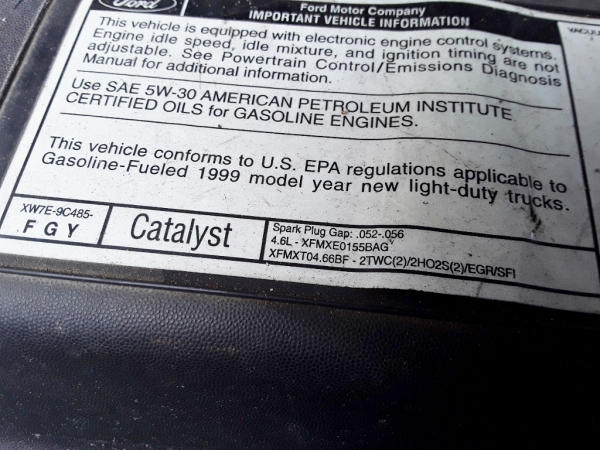 Ford
Ford Motor Company
IMPORTANT VEHICLE INFORMATION
This vehicle is equipped with electronic engine control systems.
Engine idle speed, idle mixture, and ignition timing are not
adjustable. See Powertrain Control/Emissions Diagnosis
Manual for additional information.
Use SAE 5W-30 AMERICAN PETROLEUM INSTITUTE
CERTIFIED OILS for GASOLINE ENGINES.
This vehicle conforms to U.S. EPA regulations applicable to
Gasoline-Fueled 1999 model year new light-duty trucks.
XW7E-9C485-
FGY
Catalyst
Spark Plug Gap: .052-.056
4.6L - XFMXE0155BAG
XFMXT04.66BF - 2TWC(2)/2HO2S(2)/EGR/SFI